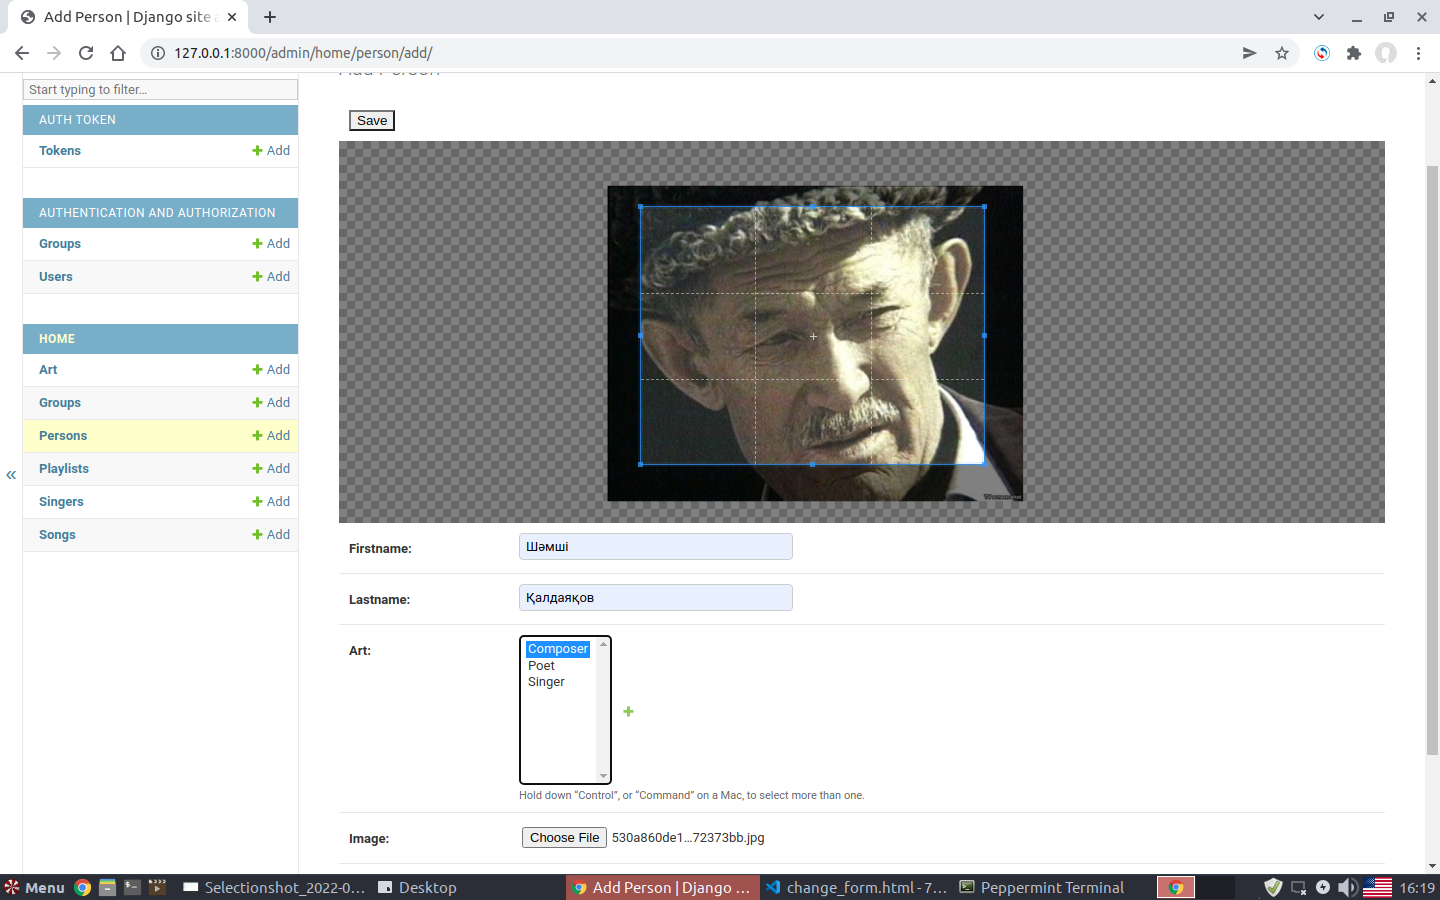 Add Person | Django site a
127.0.0.1:8000/admin/home/person/add/
Add Person
Start typing to filter...
AUTH TOKEN
Tokens Add
AUTHENTICATION AND AUTHORIZATION
Groups Add
Users Add
HOME
Art Add
Groups Add
Persons Add
Playlists Add
Singers Add
Songs Add
«
Save
Firstname: Шәмші
Lastname: Қалдаяқов
Art: Composer
Poet
Singer
Hold down “Control”, or “Command” on a Mac, to select more than one.
Image: Choose File 530a860de1...72373bb.jpg
Menu Selectionshot_2022-0... Desktop Add Person | Django ... change_form.html - 7... Peppermint Terminal 16:19